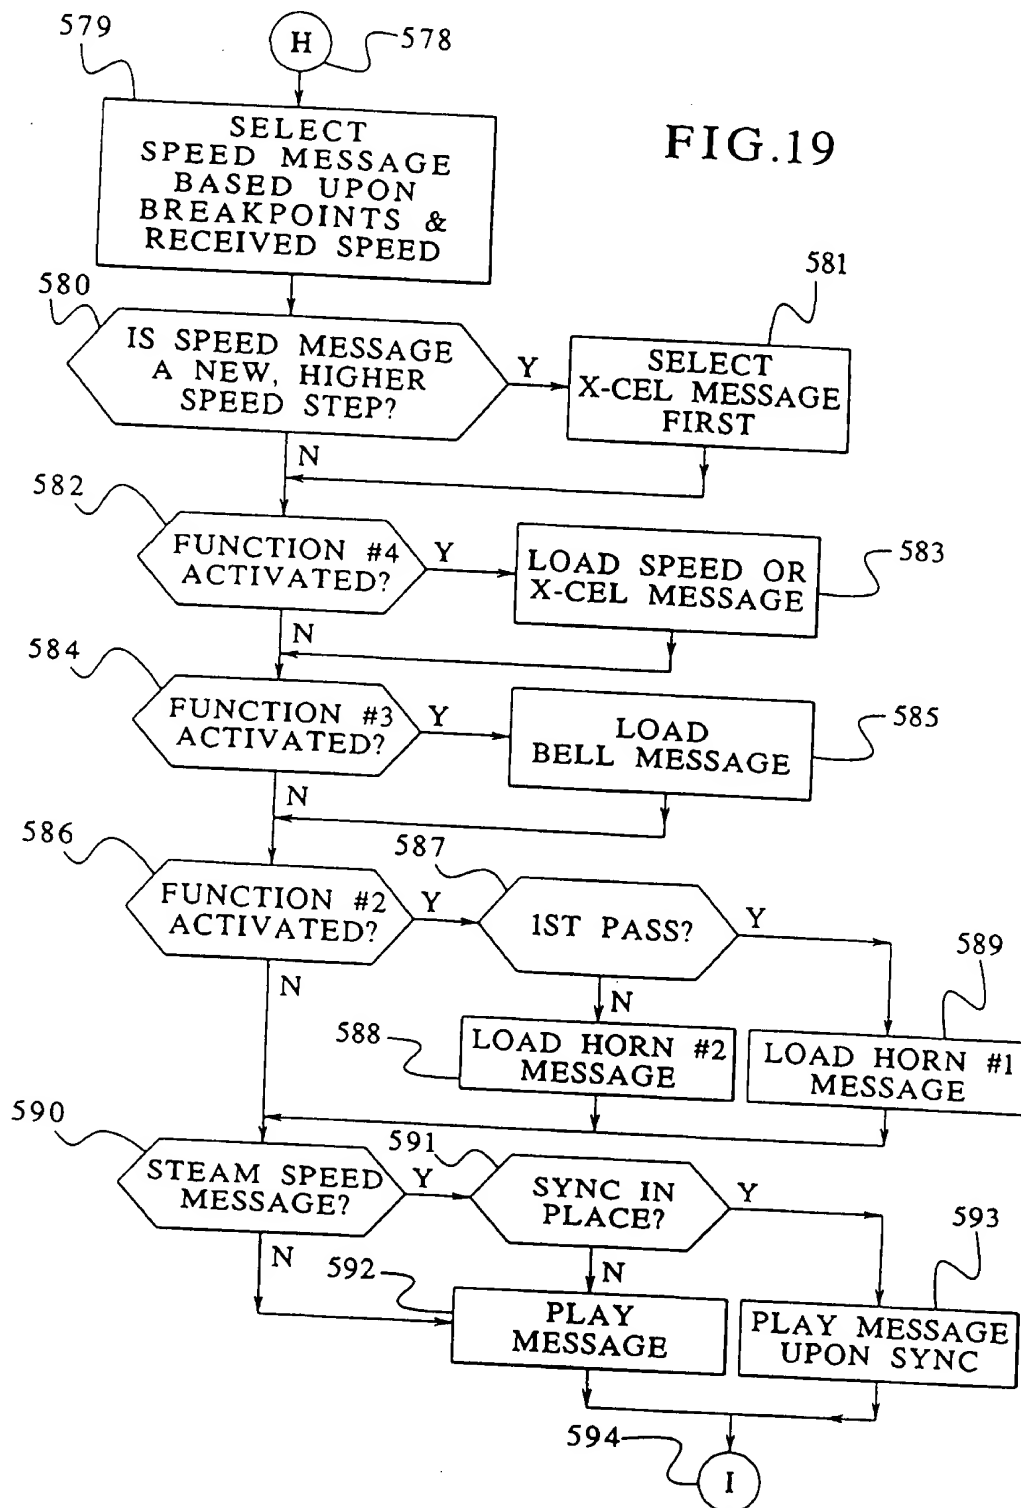 579
H
578
SELECT
SPEED MESSAGE
BASED UPON
BREAKPOINTS &
RECEIVED SPEED
FIG.19
580
IS SPEED MESSAGE
A NEW, HIGHER
SPEED STEP?
Y
581
SELECT
X-CEL MESSAGE
FIRST
N
582
FUNCTION #4
ACTIVATED?
Y
LOAD SPEED OR
X-CEL MESSAGE
583
N
584
FUNCTION #3
ACTIVATED?
Y
LOAD
BELL MESSAGE
585
N
586
FUNCTION #2
ACTIVATED?
Y
587
1ST PASS?
Y
N
N
588
LOAD HORN #2
MESSAGE
589
LOAD HORN #1
MESSAGE
590
STEAM SPEED
MESSAGE?
Y
591
SYNC IN
PLACE?
Y
N
N
592
PLAY
MESSAGE
593
PLAY MESSAGE
UPON SYNC
594
I